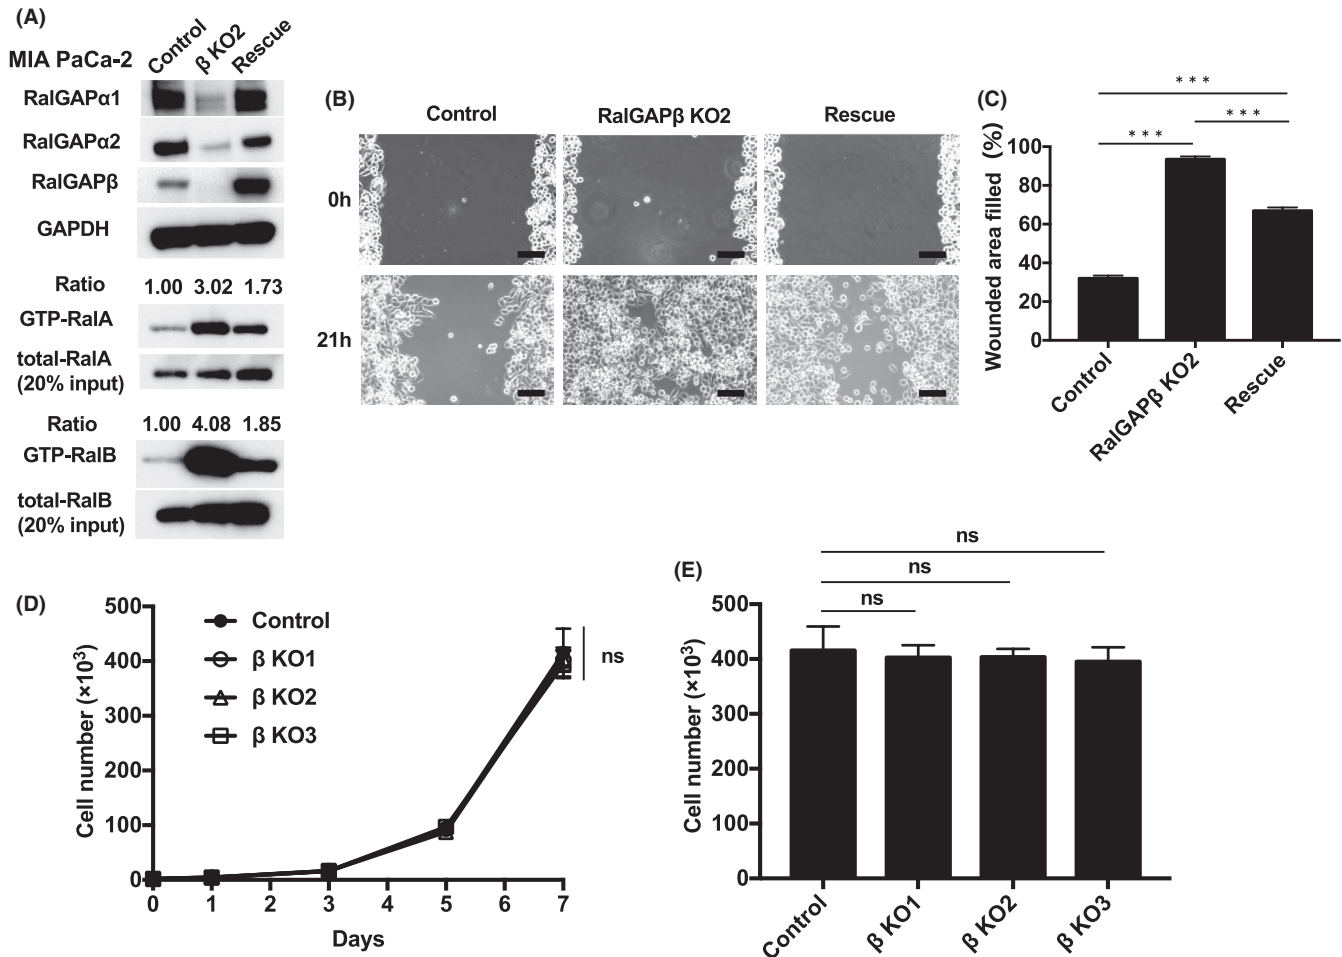 (A)
MIA PaCa-2
Control
β KO2
Rescue
RalGAPα1
RalGAPα2
RalGAPβ
GAPDH
Ratio 1.00 3.02 1.73
GTP-RalA
total-RalA
(20% input)
Ratio 1.00 4.08 1.85
GTP-RalB
total-RalB
(20% input)
(B)
Control RalGAPβ KO2 Rescue
0h
21h
(C)
***
*** ***
Wounded area filled (%)
100
80
60
40
20
0
Control
RalGAPβ KO2
Rescue
(D)
Cell number (×10³)
500
400
300
200
100
0
Control
β KO1
β KO2
β KO3
ns
0 1 2 3 4 5 6 7
Days
(E)
ns
ns
ns
Cell number (×10³)
500
400
300
200
100
0
Control
β KO1
β KO2
β KO3